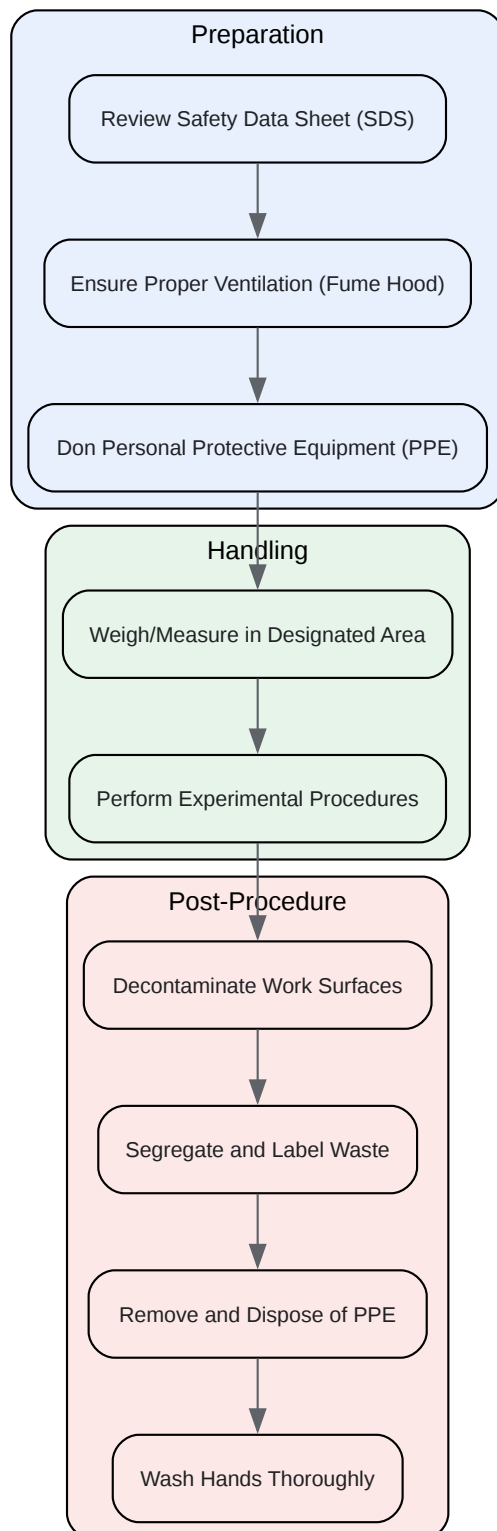 Preparation
Review Safety Data Sheet (SDS)
Ensure Proper Ventilation (Fume Hood)
Don Personal Protective Equipment (PPE)
Handling
Weigh/Measure in Designated Area
Perform Experimental Procedures
Post-Procedure
Decontaminate Work Surfaces
Segregate and Label Waste
Remove and Dispose of PPE
Wash Hands Thoroughly